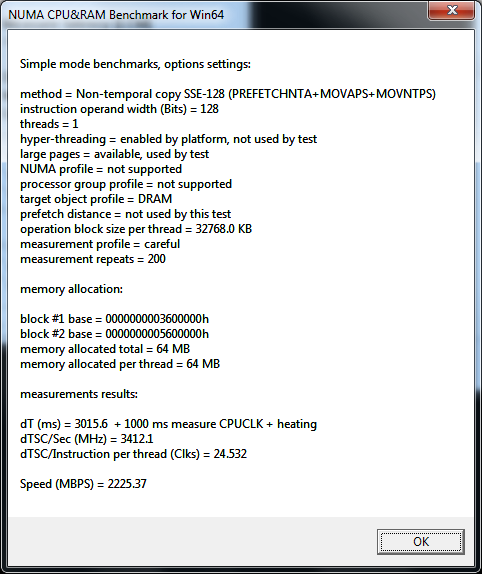 NUMA CPU&RAM Benchmark for Win64
Simple mode benchmarks, options settings:
method = Non-temporal copy SSE-128 (PREFETCHNTA+MOVAPS+MOVNTPS)
instruction operand width (Bits) = 128
threads = 1
hyper-threading = enabled by platform, not used by test
large pages = available, used by test
NUMA profile = not supported
processor group profile = not supported
target object profile = DRAM
prefetch distance = not used by this test
operation block size per thread = 32768.0 KB
measurement profile = careful
measurement repeats = 200
memory allocation:
block #1 base = 0000000003600000h
block #2 base = 0000000005600000h
memory allocated total = 64 MB
memory allocated per thread = 64 MB
measurements results:
dT (ms) = 3015.6  + 1000 ms measure CPUCLK + heating
dTSC/Sec (MHz) = 3412.1
dTSC/Instruction per thread (Clks) = 24.532
Speed (MBPS) = 2225.37
OK